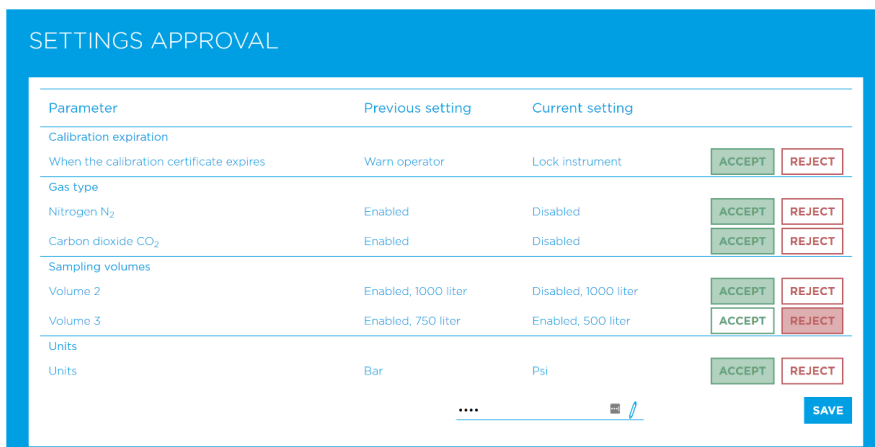 SETTINGS APPROVAL
Parameter Previous setting Current setting
Calibration expiration
When the calibration certificate expires Warn operator Lock instrument ACCEPT REJECT
Gas type
Nitrogen N₂ Enabled Disabled ACCEPT REJECT
Carbon dioxide CO₂ Enabled Disabled ACCEPT REJECT
Sampling volumes
Volume 2 Enabled, 1000 liter Disabled, 1000 liter ACCEPT REJECT
Volume 3 Enabled, 750 liter Enabled, 500 liter ACCEPT REJECT
Units
Units Bar Psi ACCEPT REJECT
•••• SAVE